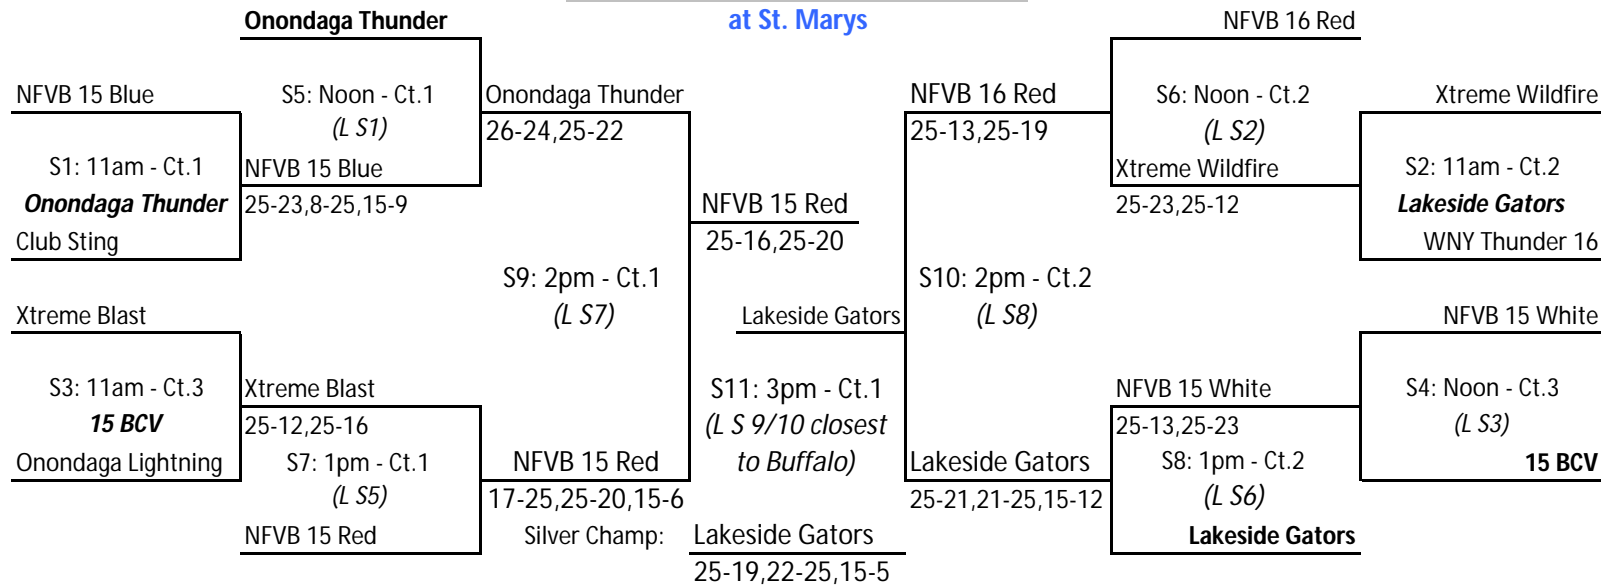 Onondaga Thunder
at St. Marys
NFVB 16 Red
NFVB 15 Blue
S5: Noon - Ct.1
(L S1)
Onondaga Thunder
26-24,25-22
NFVB 16 Red
25-13,25-19
S6: Noon - Ct.2
(L S2)
Xtreme Wildfire
S1: 11am - Ct.1
Onondaga Thunder
Club Sting
NFVB 15 Blue
25-23,8-25,15-9
NFVB 15 Red
25-16,25-20
Xtreme Wildfire
25-23,25-12
S2: 11am - Ct.2
Lakeside Gators
WNY Thunder 16
S9: 2pm - Ct.1
(L S7)
S10: 2pm - Ct.2
(L S8)
Xtreme Blast
Lakeside Gators
NFVB 15 White
S3: 11am - Ct.3
15 BCV
Onondaga Lightning
Xtreme Blast
25-12,25-16
S11: 3pm - Ct.1
(L S 9/10 closest
to Buffalo)
NFVB 15 White
25-13,25-23
S4: Noon - Ct.3
(L S3)
15 BCV
S7: 1pm - Ct.1
(L S5)
NFVB 15 Red
17-25,25-20,15-6
Lakeside Gators
25-21,21-25,15-12
S8: 1pm - Ct.2
(L S6)
NFVB 15 Red
Silver Champ:
Lakeside Gators
25-19,22-25,15-5
Lakeside Gators